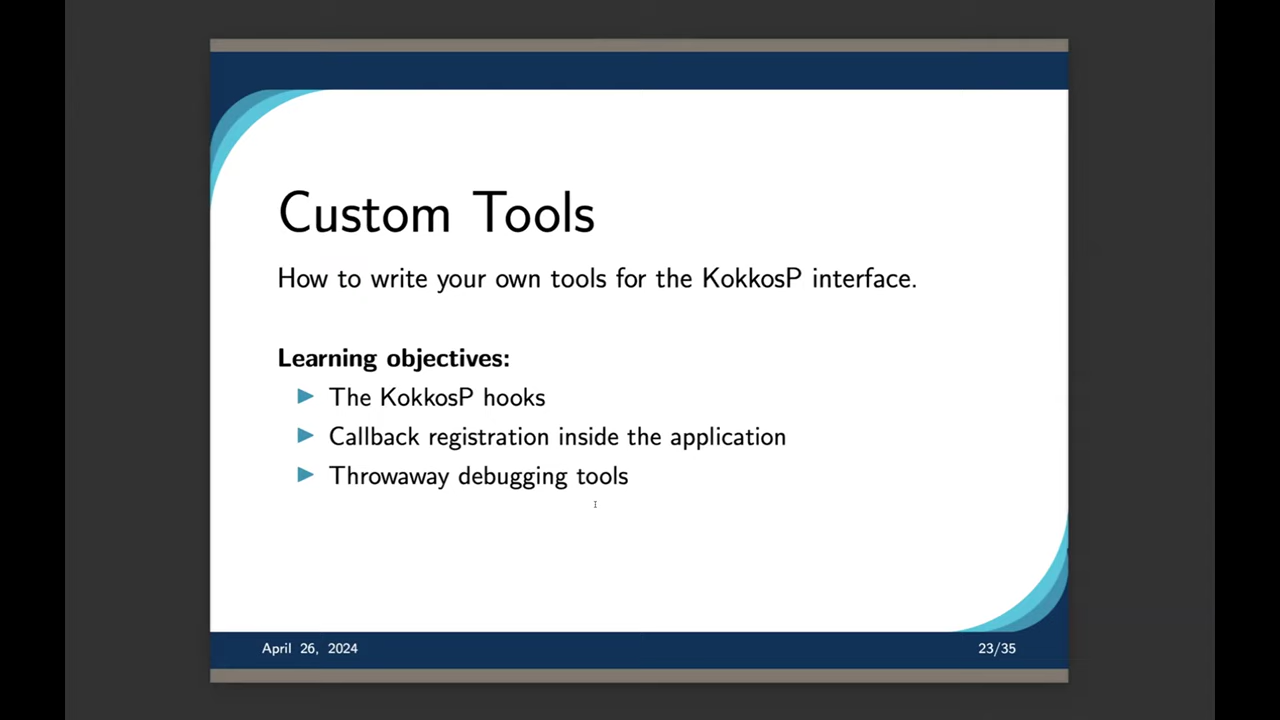 Custom Tools
How to write your own tools for the KokkosP interface.
Learning objectives:
The KokkosP hooks
Callback registration inside the application
Throwaway debugging tools
April 26, 2024
23/35